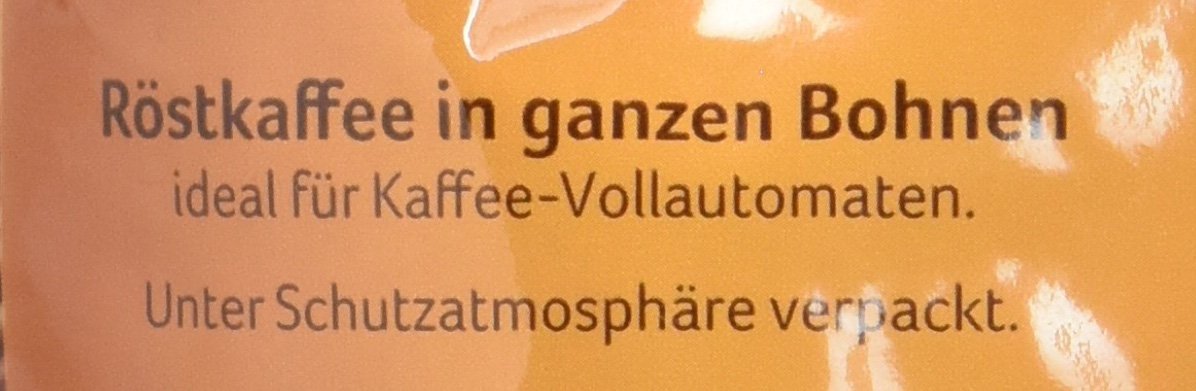 Röstkaffee in ganzen Bohnen
ideal für Kaffee-Vollautomaten.
Unter Schutzatmosphäre verpackt.